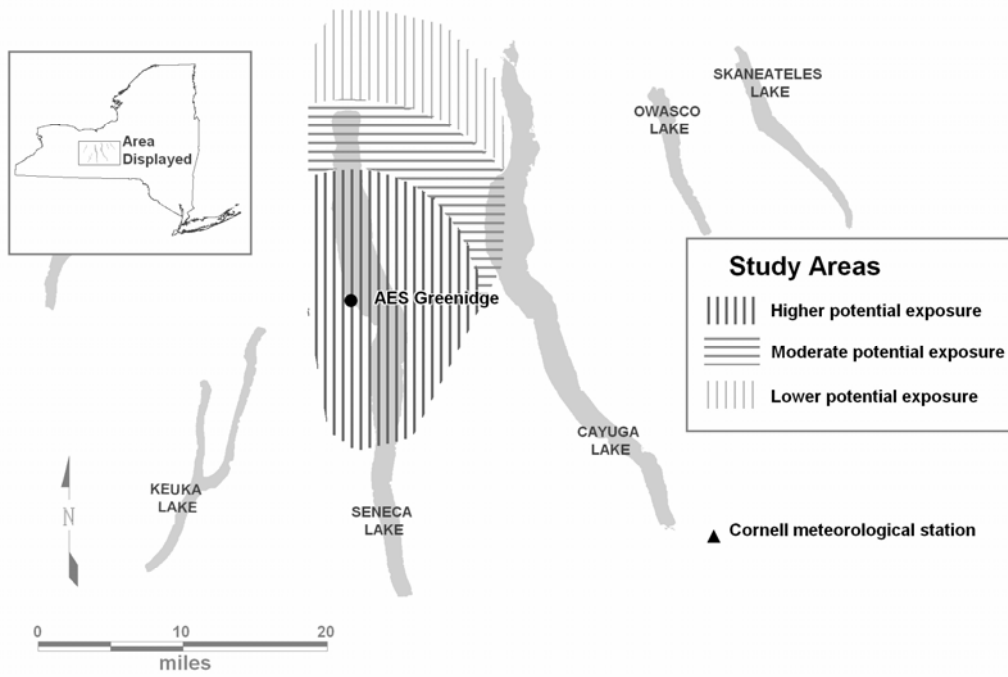 SKANEATELES
LAKE
OWASCO
LAKE
Area
Displayed
Study Areas
AES Greenidge
Higher potential exposure
Moderate potential exposure
Lower potential exposure
CAYUGA
LAKE
KEUKA
LAKE
SENECA
LAKE
N
Cornell meteorological station
0 10 20
miles